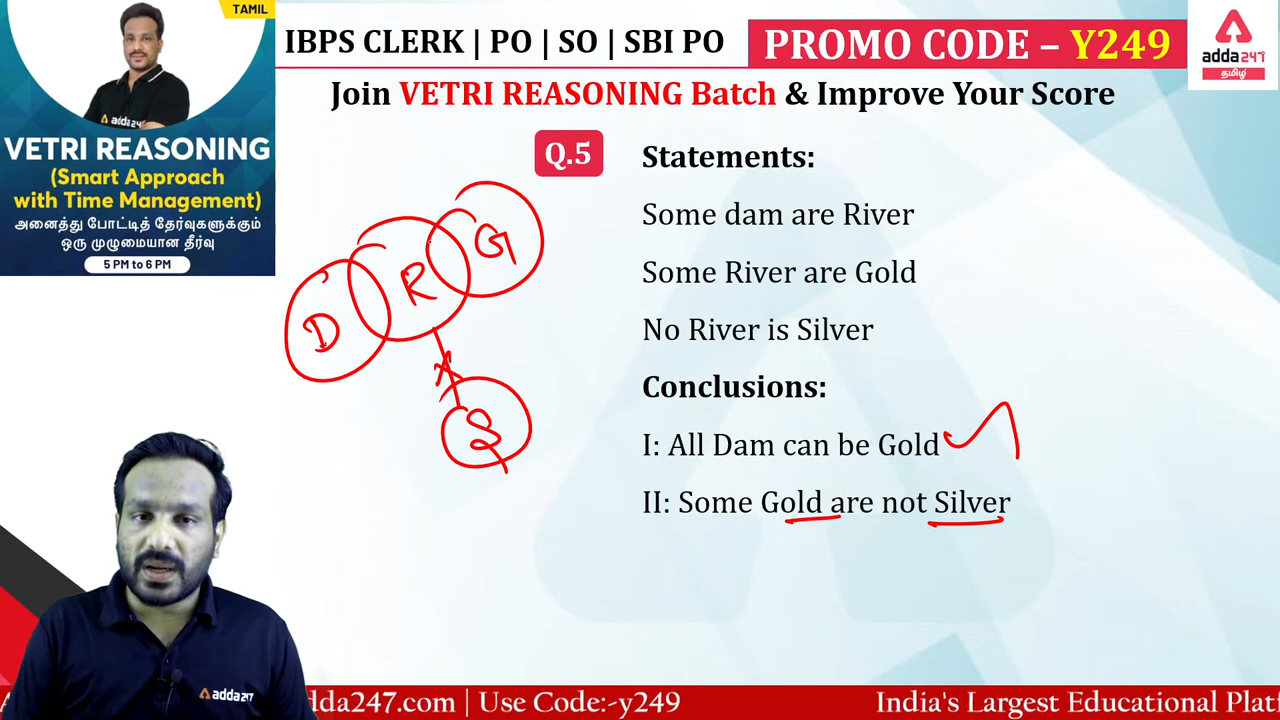 TAMIL
adda247
VETRI REASONING
(Smart Approach
with Time Management)
அனைத்து போட்டித் தேர்வுகளுக்கும்
ஒரு முழுமையான தீர்வு
5 PM to 6 PM
IBPS CLERK | PO | SO | SBI PO
PROMO CODE – Y249
adda247
தமிழ்
Join VETRI REASONING Batch & Improve Your Score
Q.5
Statements:
Some dam are River
Some River are Gold
No River is Silver
Conclusions:
I: All Dam can be Gold
II: Some Gold are not Silver
D
R
G
S
adda247
dda247.com | Use Code:-y249
India's Largest Educational Plat